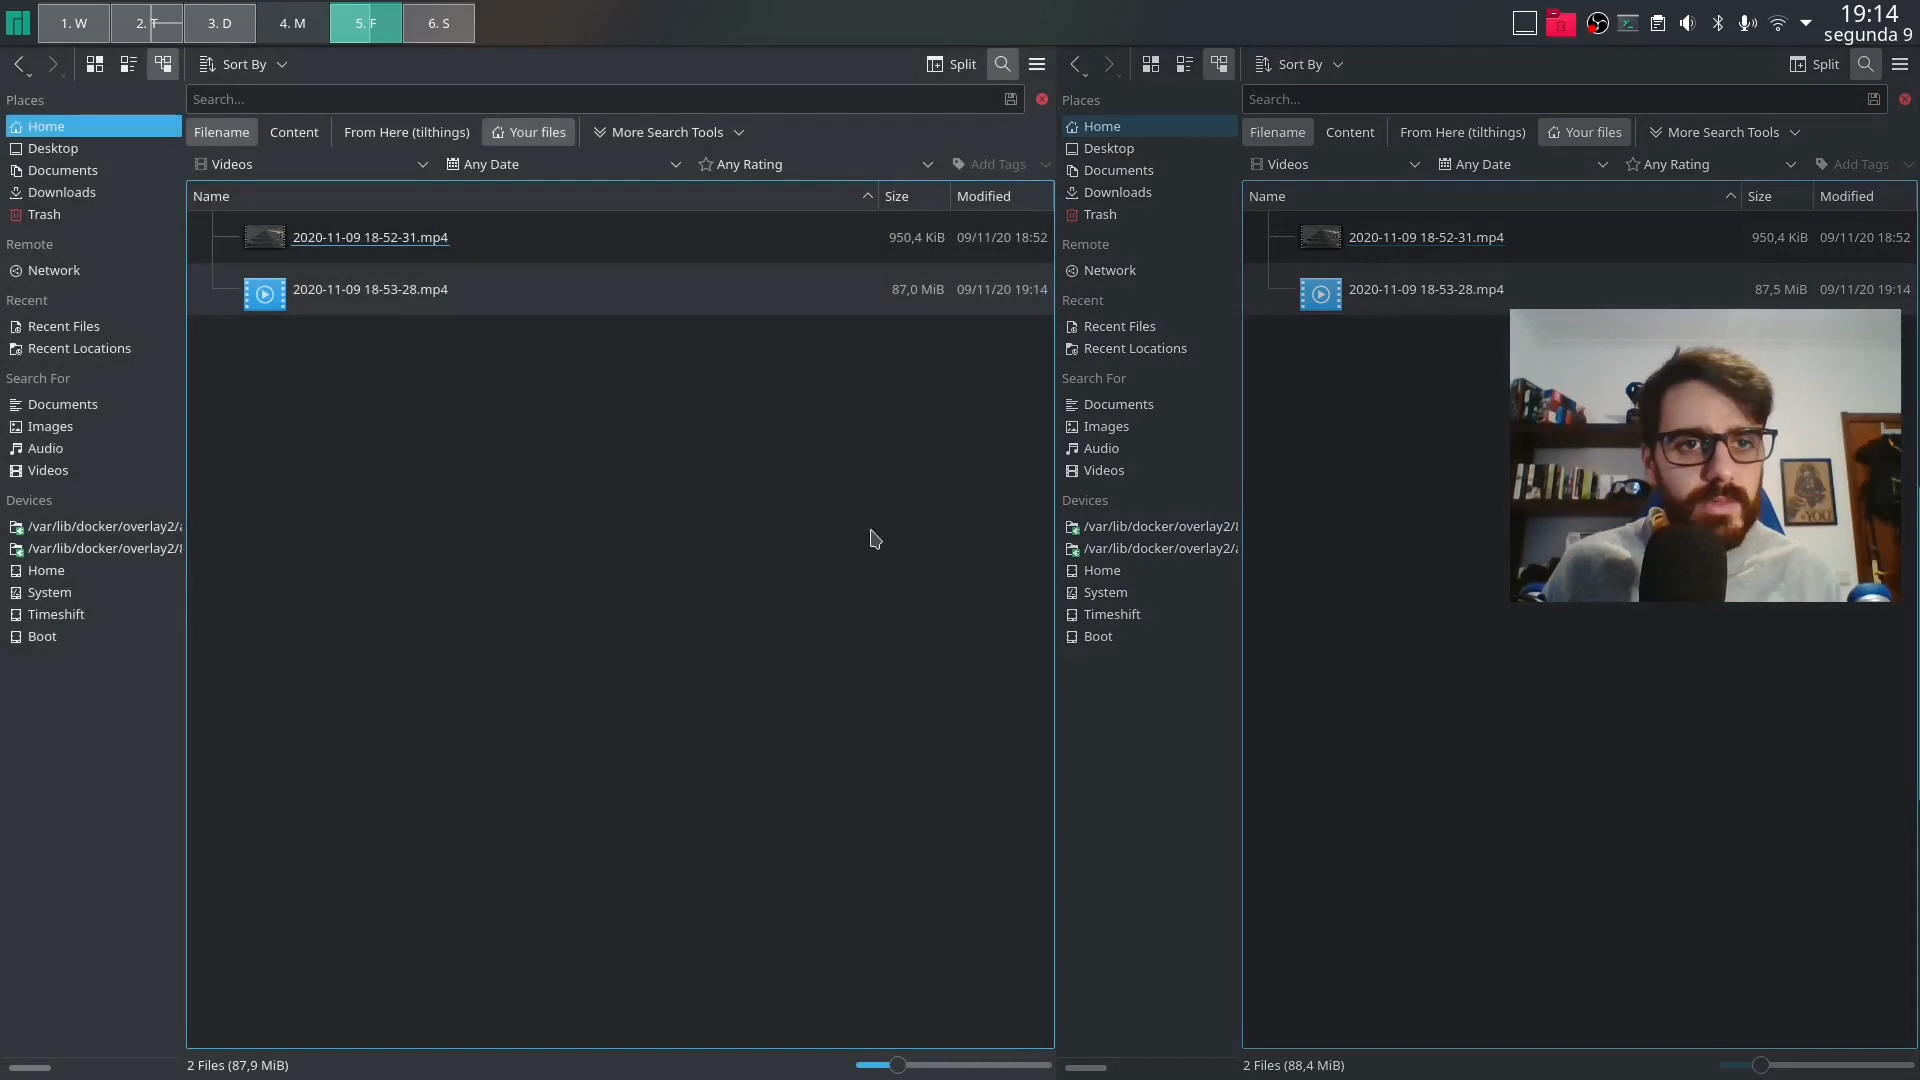 1. W
2. T
3. D
4. M
5. F
6. S
19:14
segunda 9
Sort By
Split
Places
Home
Desktop
Documents
Downloads
Trash
Remote
Network
Recent
Recent Files
Recent Locations
Search For
Documents
Images
Audio
Videos
Devices
/var/lib/docker/overlay2/
/var/lib/docker/overlay2/
Home
System
Timeshift
Boot
Search...
Filename
Content
From Here (tilthings)
Your files
More Search Tools
Videos
Any Date
Any Rating
Add Tags
Name
Size
Modified
2020-11-09 18-52-31.mp4
950,4 KiB
09/11/20 18:52
2020-11-09 18-53-28.mp4
87,0 MiB
09/11/20 19:14
2 Files (87,9 MiB)
Sort By
Split
Places
Home
Desktop
Documents
Downloads
Trash
Remote
Network
Recent
Recent Files
Recent Locations
Search For
Documents
Images
Audio
Videos
Devices
/var/lib/docker/overlay2/
/var/lib/docker/overlay2/
Home
System
Timeshift
Boot
Search...
Filename
Content
From Here (tilthings)
Your files
More Search Tools
Videos
Any Date
Any Rating
Add Tags
Name
Size
Modified
2020-11-09 18-52-31.mp4
950,4 KiB
09/11/20 18:52
2020-11-09 18-53-28.mp4
87,5 MiB
09/11/20 19:14
YOU
2 Files (88,4 MiB)